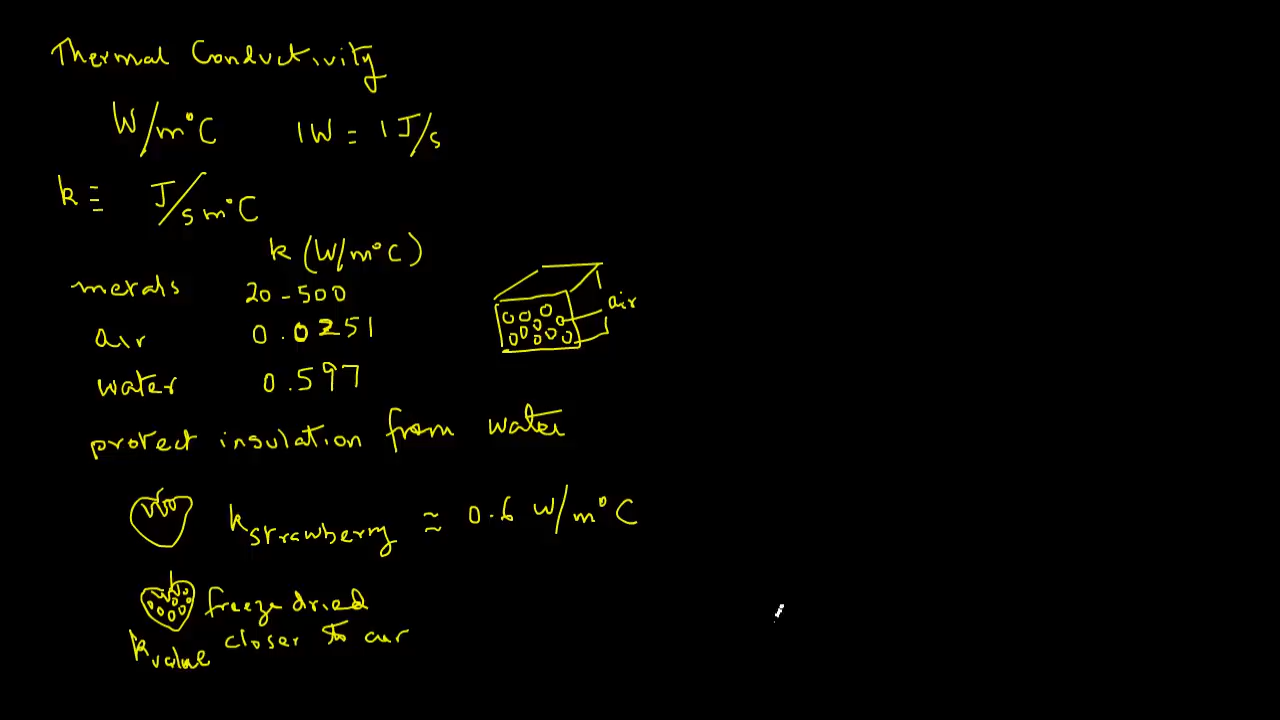 Thermal Conductivity
W/m°C 1W = 1 J/s
k ≡ J/s m°C
k (W/m°C)
metals 20 - 500
air 0.0251
air
water 0.597
protect insulation from water
k strawberry ≈ 0.6 W/m°C
freeze dried
k value closer to air